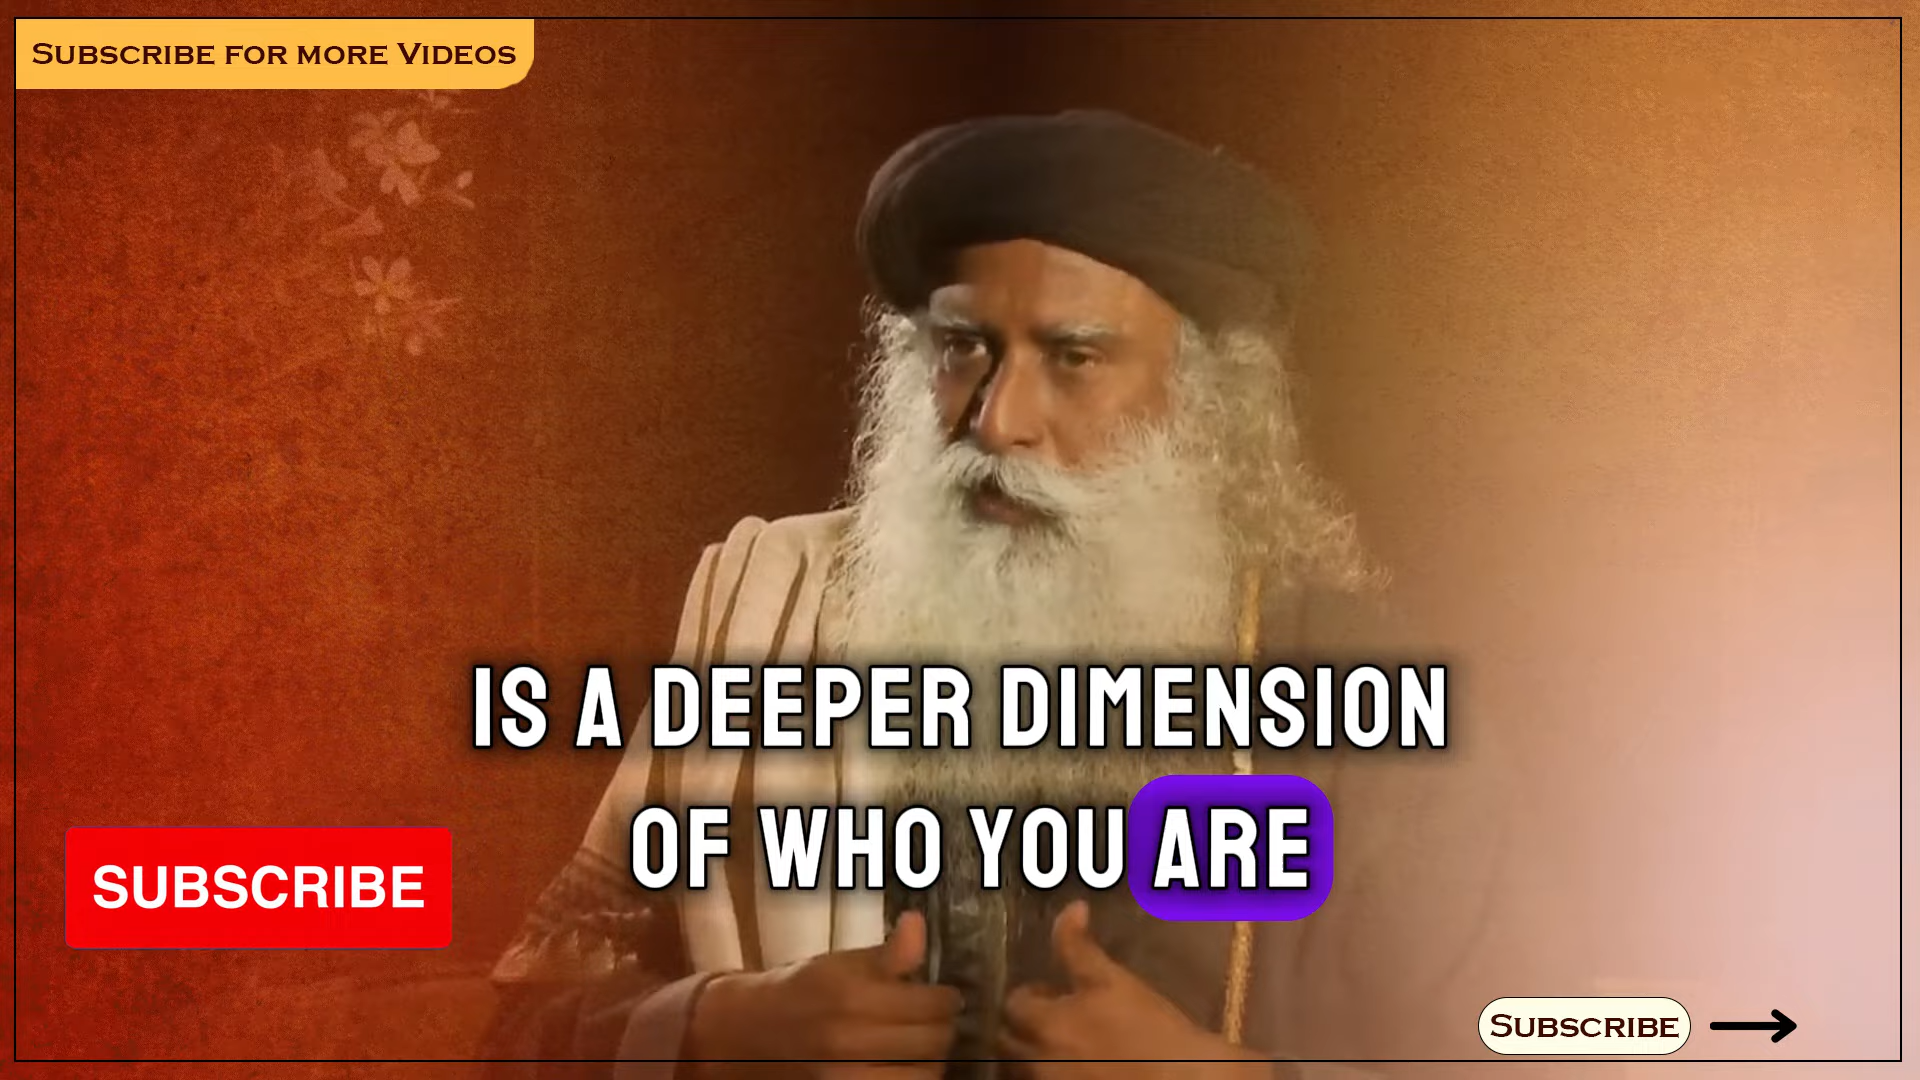 SUBSCRIBE FOR MORE VIDEOS
IS A DEEPER DIMENSION
OF WHO YOU ARE
SUBSCRIBE
SUBSCRIBE